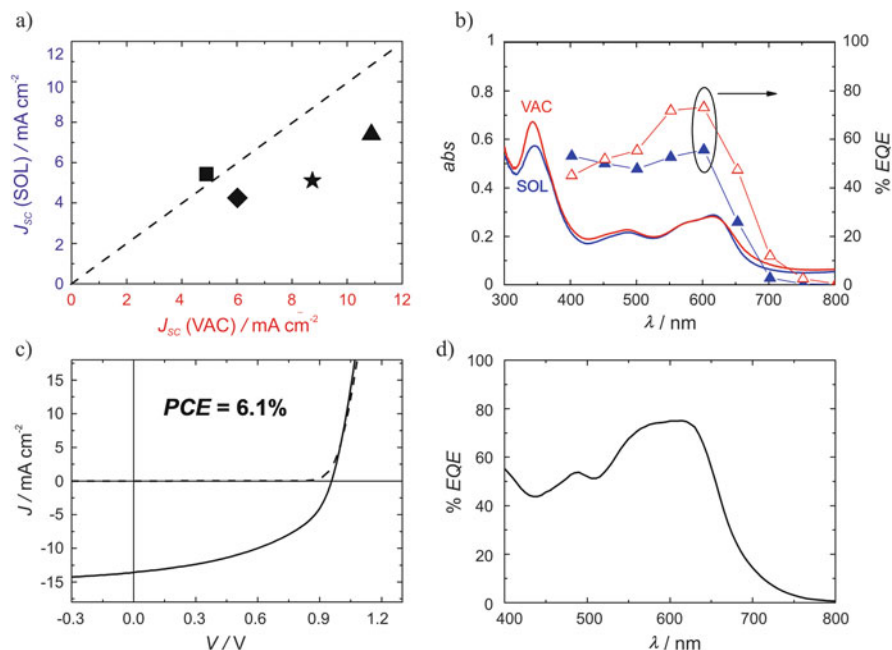 a)
12
10
8
6
4
2
0
J_SC (SOL) / mA cm⁻²
0 2 4 6 8 10 12
J_SC (VAC) / mA cm⁻²
b)
1
0.8
0.6
0.4
0.2
0
abs
VAC
SOL
100
80
60
40
20
0
% EQE
300 400 500 600 700 800
λ / nm
c)
15
10
5
0
-5
-10
-15
J / mA cm⁻²
PCE = 6.1%
-0.3 0.0 0.3 0.6 0.9 1.2
V / V
d)
100
80
60
40
20
0
% EQE
400 500 600 700 800
λ / nm